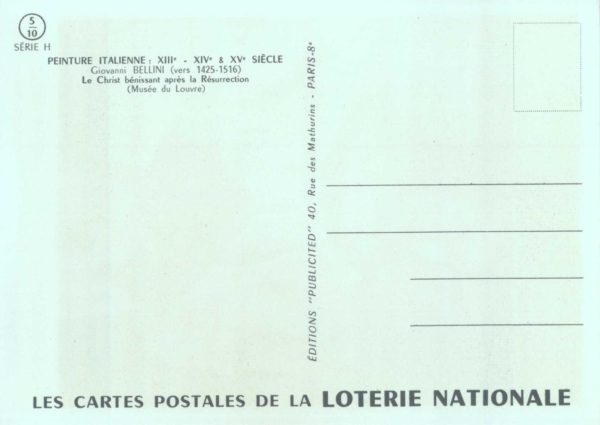 5
10
SÉRIE H
PEINTURE ITALIENNE : XIIIe - XIVe & XVe SIÈCLE
Giovanni BELLINI (vers 1425-1516)
Le Christ bénissant après la Résurrection
(Musée du Louvre)
ÉDITIONS "PUBLICITED" 40, Rue des Mathurins - PARIS-8e
LES CARTES POSTALES DE LA LOTERIE NATIONALE